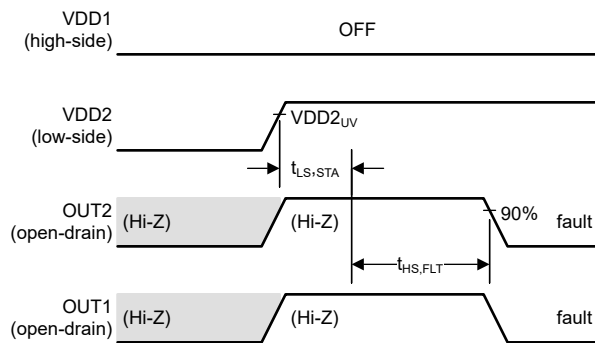 VDD1
(high-side)
OFF
VDD2
(low-side)
VDD2UV
tLS,STA
OUT2
(open-drain)
(Hi-Z)
(Hi-Z)
90%
fault
tHS,FLT
OUT1
(open-drain)
(Hi-Z)
(Hi-Z)
fault